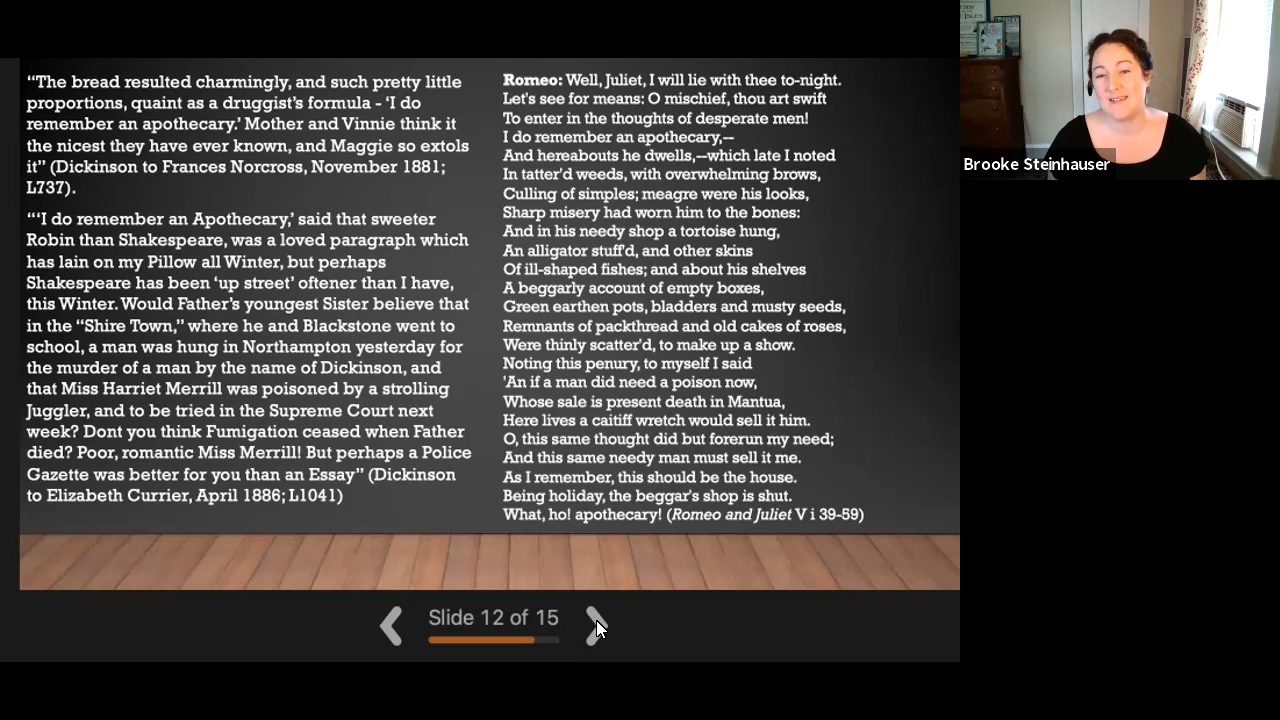 “The bread resulted charmingly, and such pretty little
proportions, quaint as a druggist’s formula - ‘I do
remember an apothecary.’ Mother and Vinnie think it
the nicest they have ever known, and Maggie so extols
it” (Dickinson to Frances Norcross, November 1881;
L737).
“‘I do remember an Apothecary,’ said that sweeter
Robin than Shakespeare, was a loved paragraph which
has lain on my Pillow all Winter, but perhaps
Shakespeare has been ‘up street’ oftener than I have,
this Winter. Would Father’s youngest Sister believe that
in the “Shire Town,” where he and Blackstone went to
school, a man was hung in Northampton yesterday for
the murder of a man by the name of Dickinson, and
that Miss Harriet Merrill was poisoned by a strolling
Juggler, and to be tried in the Supreme Court next
week? Dont you think Fumigation ceased when Father
died? Poor, romantic Miss Merrill! But perhaps a Police
Gazette was better for you than an Essay” (Dickinson
to Elizabeth Currier, April 1886; L1041)
Romeo: Well, Juliet, I will lie with thee to-night.
Let's see for means: O mischief, thou art swift
To enter in the thoughts of desperate men!
I do remember an apothecary,--
And hereabouts he dwells,--which late I noted
In tatter'd weeds, with overwhelming brows,
Culling of simples; meagre were his looks,
Sharp misery had worn him to the bones:
And in his needy shop a tortoise hung,
An alligator stuff'd, and other skins
Of ill-shaped fishes; and about his shelves
A beggarly account of empty boxes,
Green earthen pots, bladders and musty seeds,
Remnants of packthread and old cakes of roses,
Were thinly scatter'd, to make up a show.
Noting this penury, to myself I said
'An if a man did need a poison now,
Whose sale is present death in Mantua,
Here lives a caitiff wretch would sell it him.
O, this same thought did but forerun my need;
And this same needy man must sell it me.
As I remember, this should be the house.
Being holiday, the beggar's shop is shut.
What, ho! apothecary! (Romeo and Juliet V i 39-59)
Slide 12 of 15
Brooke Steinhauser